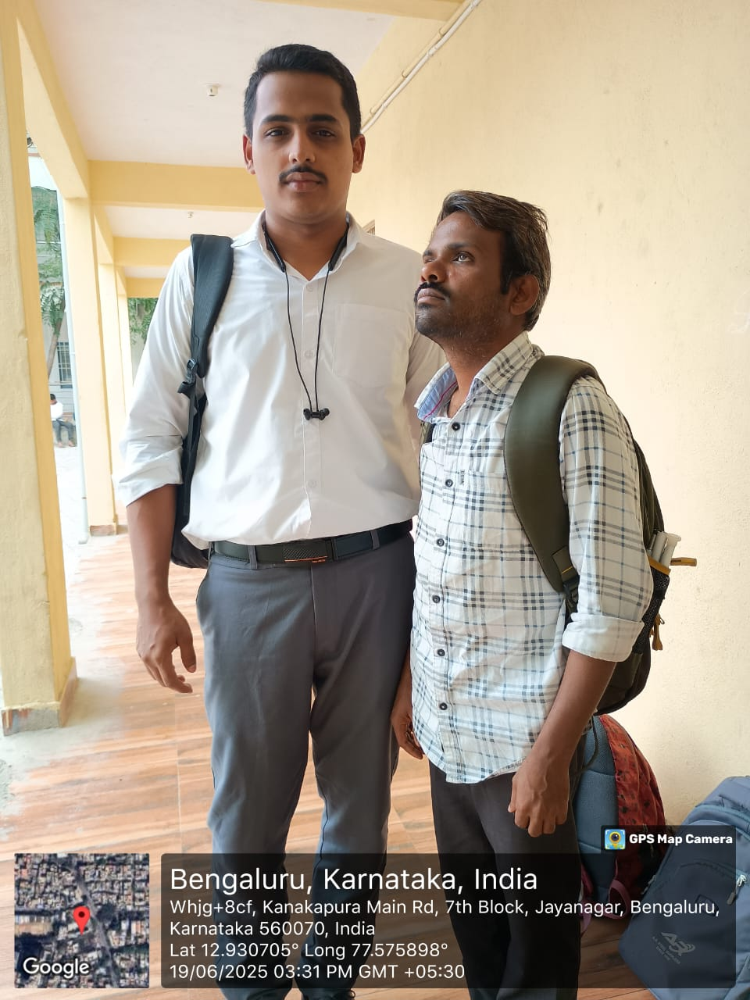 GPS Map Camera
Bengaluru, Karnataka, India
Whjg+8cf, Kanakapura Main Rd, 7th Block, Jayanagar, Bengaluru,
Karnataka 560070, India
Lat 12.930705° Long 77.575898°
19/06/2025 03:31 PM GMT +05:30
Google